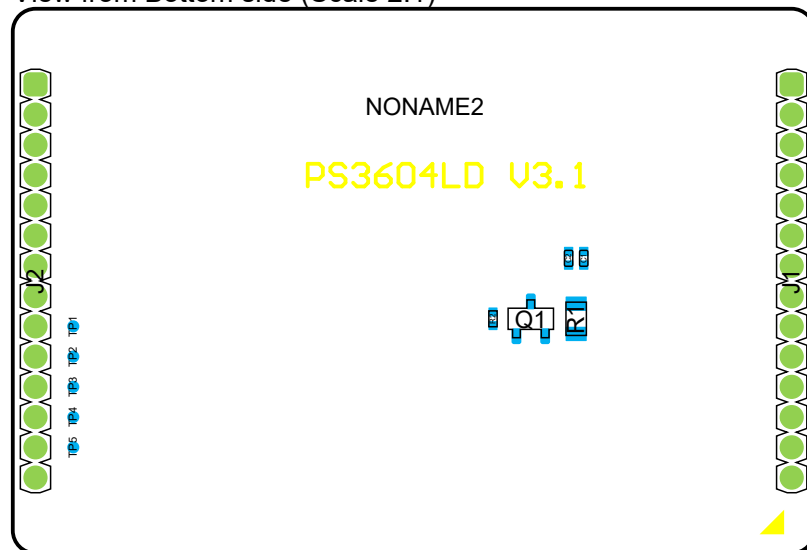 View from Bottom side (Scale 2:1)
NONAME2
PS3604LD V3.1
J2
J1
TP1
Q1
R1
TP2
TP3
TP4
TP5